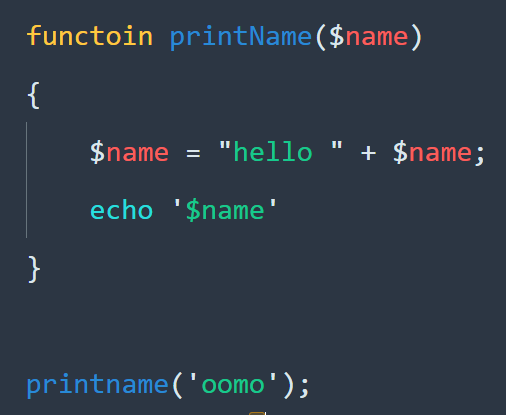 functoin printName($name)
{
$name = "hello " + $name;
echo '$name'
}
printname('oomo');